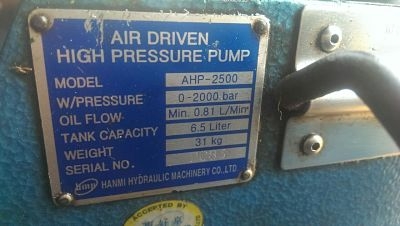 AIR DRIVEN
HIGH PRESSURE PUMP
MODEL AHP-2500
W/PRESSURE 0-2000 bar
OIL FLOW Min. 0.81 L/Min
TANK CAPACITY 6.5 Liter
WEIGHT 31 kg
SERIAL NO.
hmp HANMI HYDRAULIC MACHINERY CO.,LTD
ACCEPTED BY